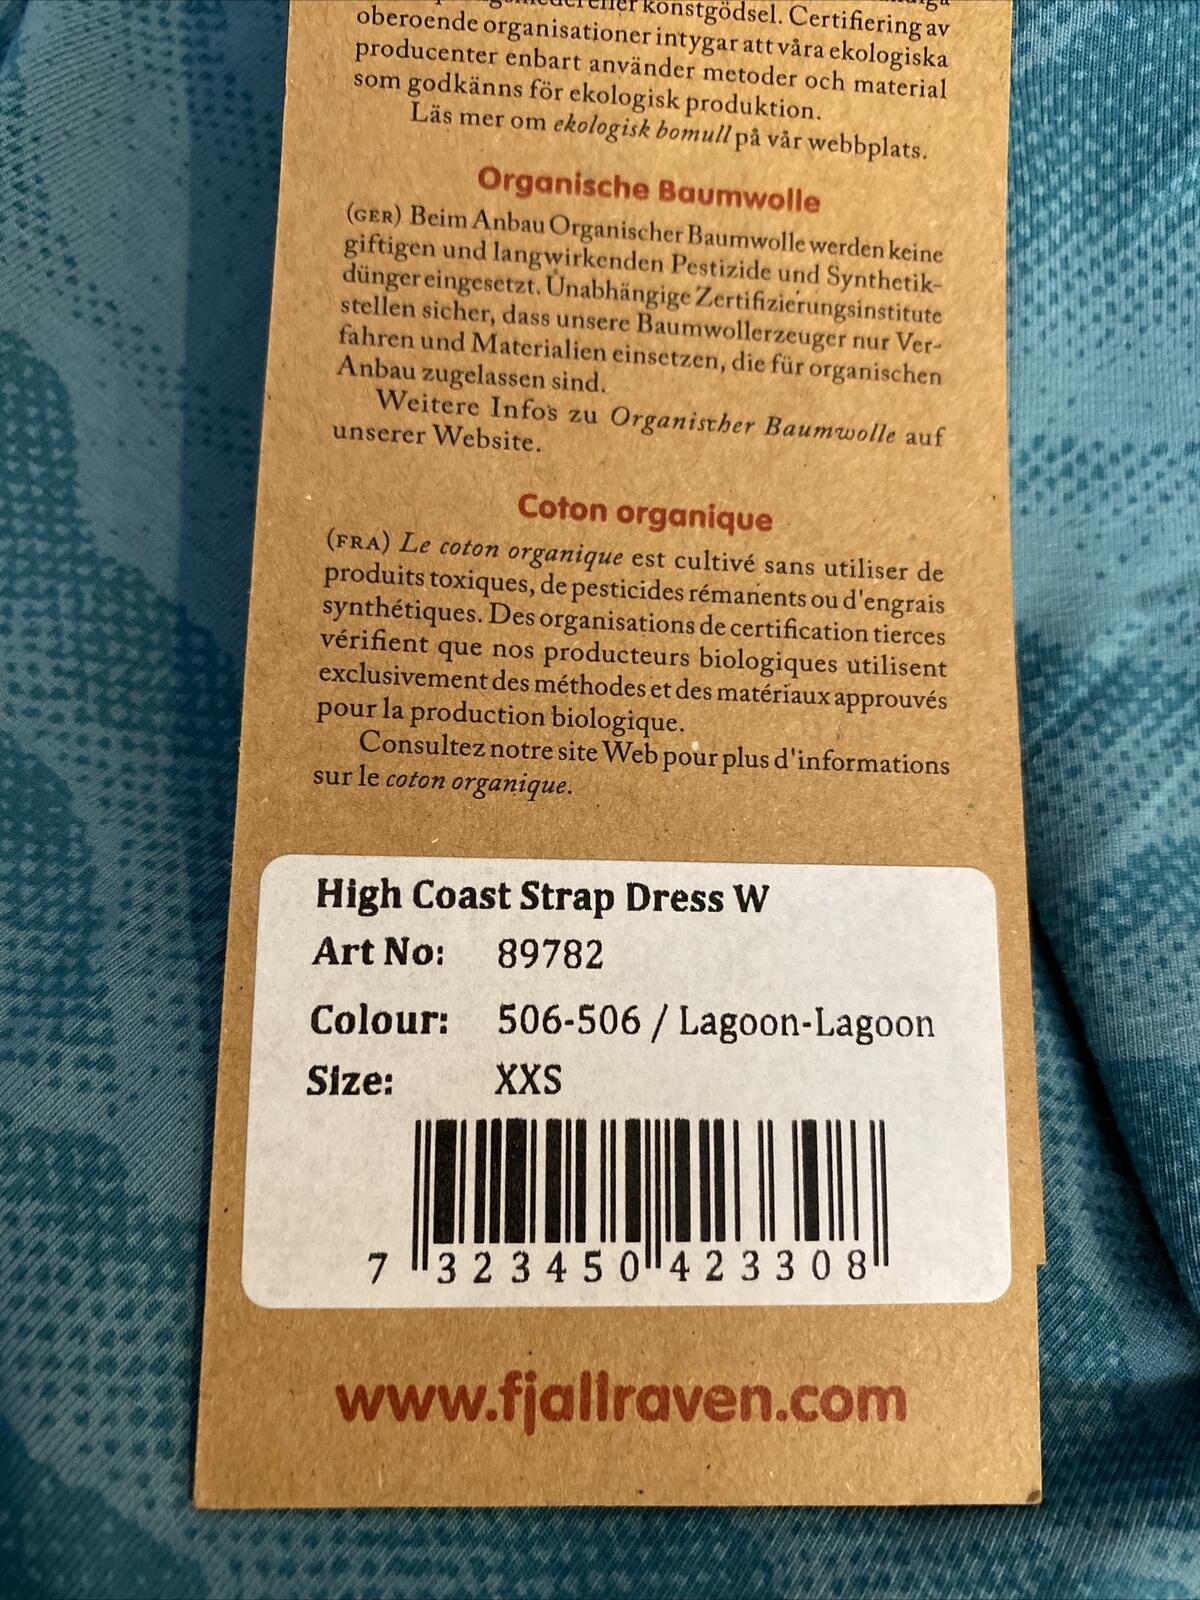 konstgödsel. Certifiering av
oberoende organisationer intygar att våra ekologiska
producenter enbart använder metoder och material
som godkänns för ekologisk produktion.
Läs mer om ekologisk bomull på vår webbplats.
Organische Baumwolle
(GER) Beim Anbau Organischer Baumwolle werden keine
giftigen und langwirkenden Pestizide und Synthetik-
dünger eingesetzt. Unabhängige Zertifizierungsinstitute
stellen sicher, dass unsere Baumwollerzeuger nur Ver-
fahren und Materialien einsetzen, die für organischen
Anbau zugelassen sind.
Weitere Info's zu Organischer Baumwolle auf
unserer Website.
Coton organique
(FRA) Le coton organique est cultivé sans utiliser de
produits toxiques, de pesticides rémanents ou d'engrais
synthétiques. Des organisations de certification tierces
vérifient que nos producteurs biologiques utilisent
exclusivement des méthodes et des matériaux approuvés
pour la production biologique.
Consultez notre site Web pour plus d'informations
sur le coton organique.
High Coast Strap Dress W
Art No: 89782
Colour: 506-506 / Lagoon-Lagoon
Size: XXS
7 323450 423308
www.fjallraven.com